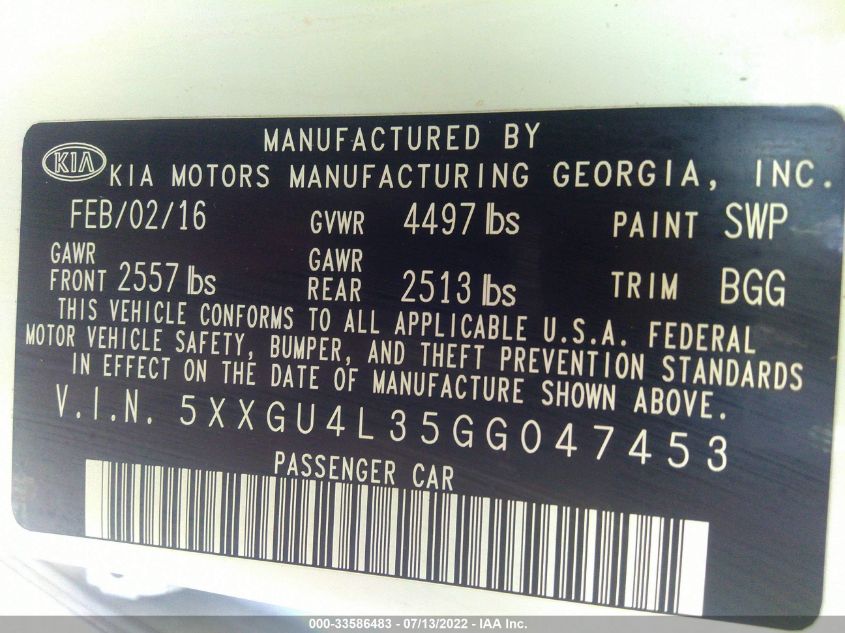 MANUFACTURED BY
KIA KIA MOTORS MANUFACTURING GEORGIA, INC.
FEB/02/16 GVWR 4497 lbs PAINT SWP
GAWR FRONT 2557 lbs GAWR REAR 2513 lbs TRIM BGG
THIS VEHICLE CONFORMS TO ALL APPLICABLE U.S.A. FEDERAL
MOTOR VEHICLE SAFETY, BUMPER, AND THEFT PREVENTION STANDARDS
IN EFFECT ON THE DATE OF MANUFACTURE SHOWN ABOVE.
V.I.N. 5XXGU4L35GG047453
PASSENGER CAR
000-33586483 - 07/13/2022 - IAA Inc.